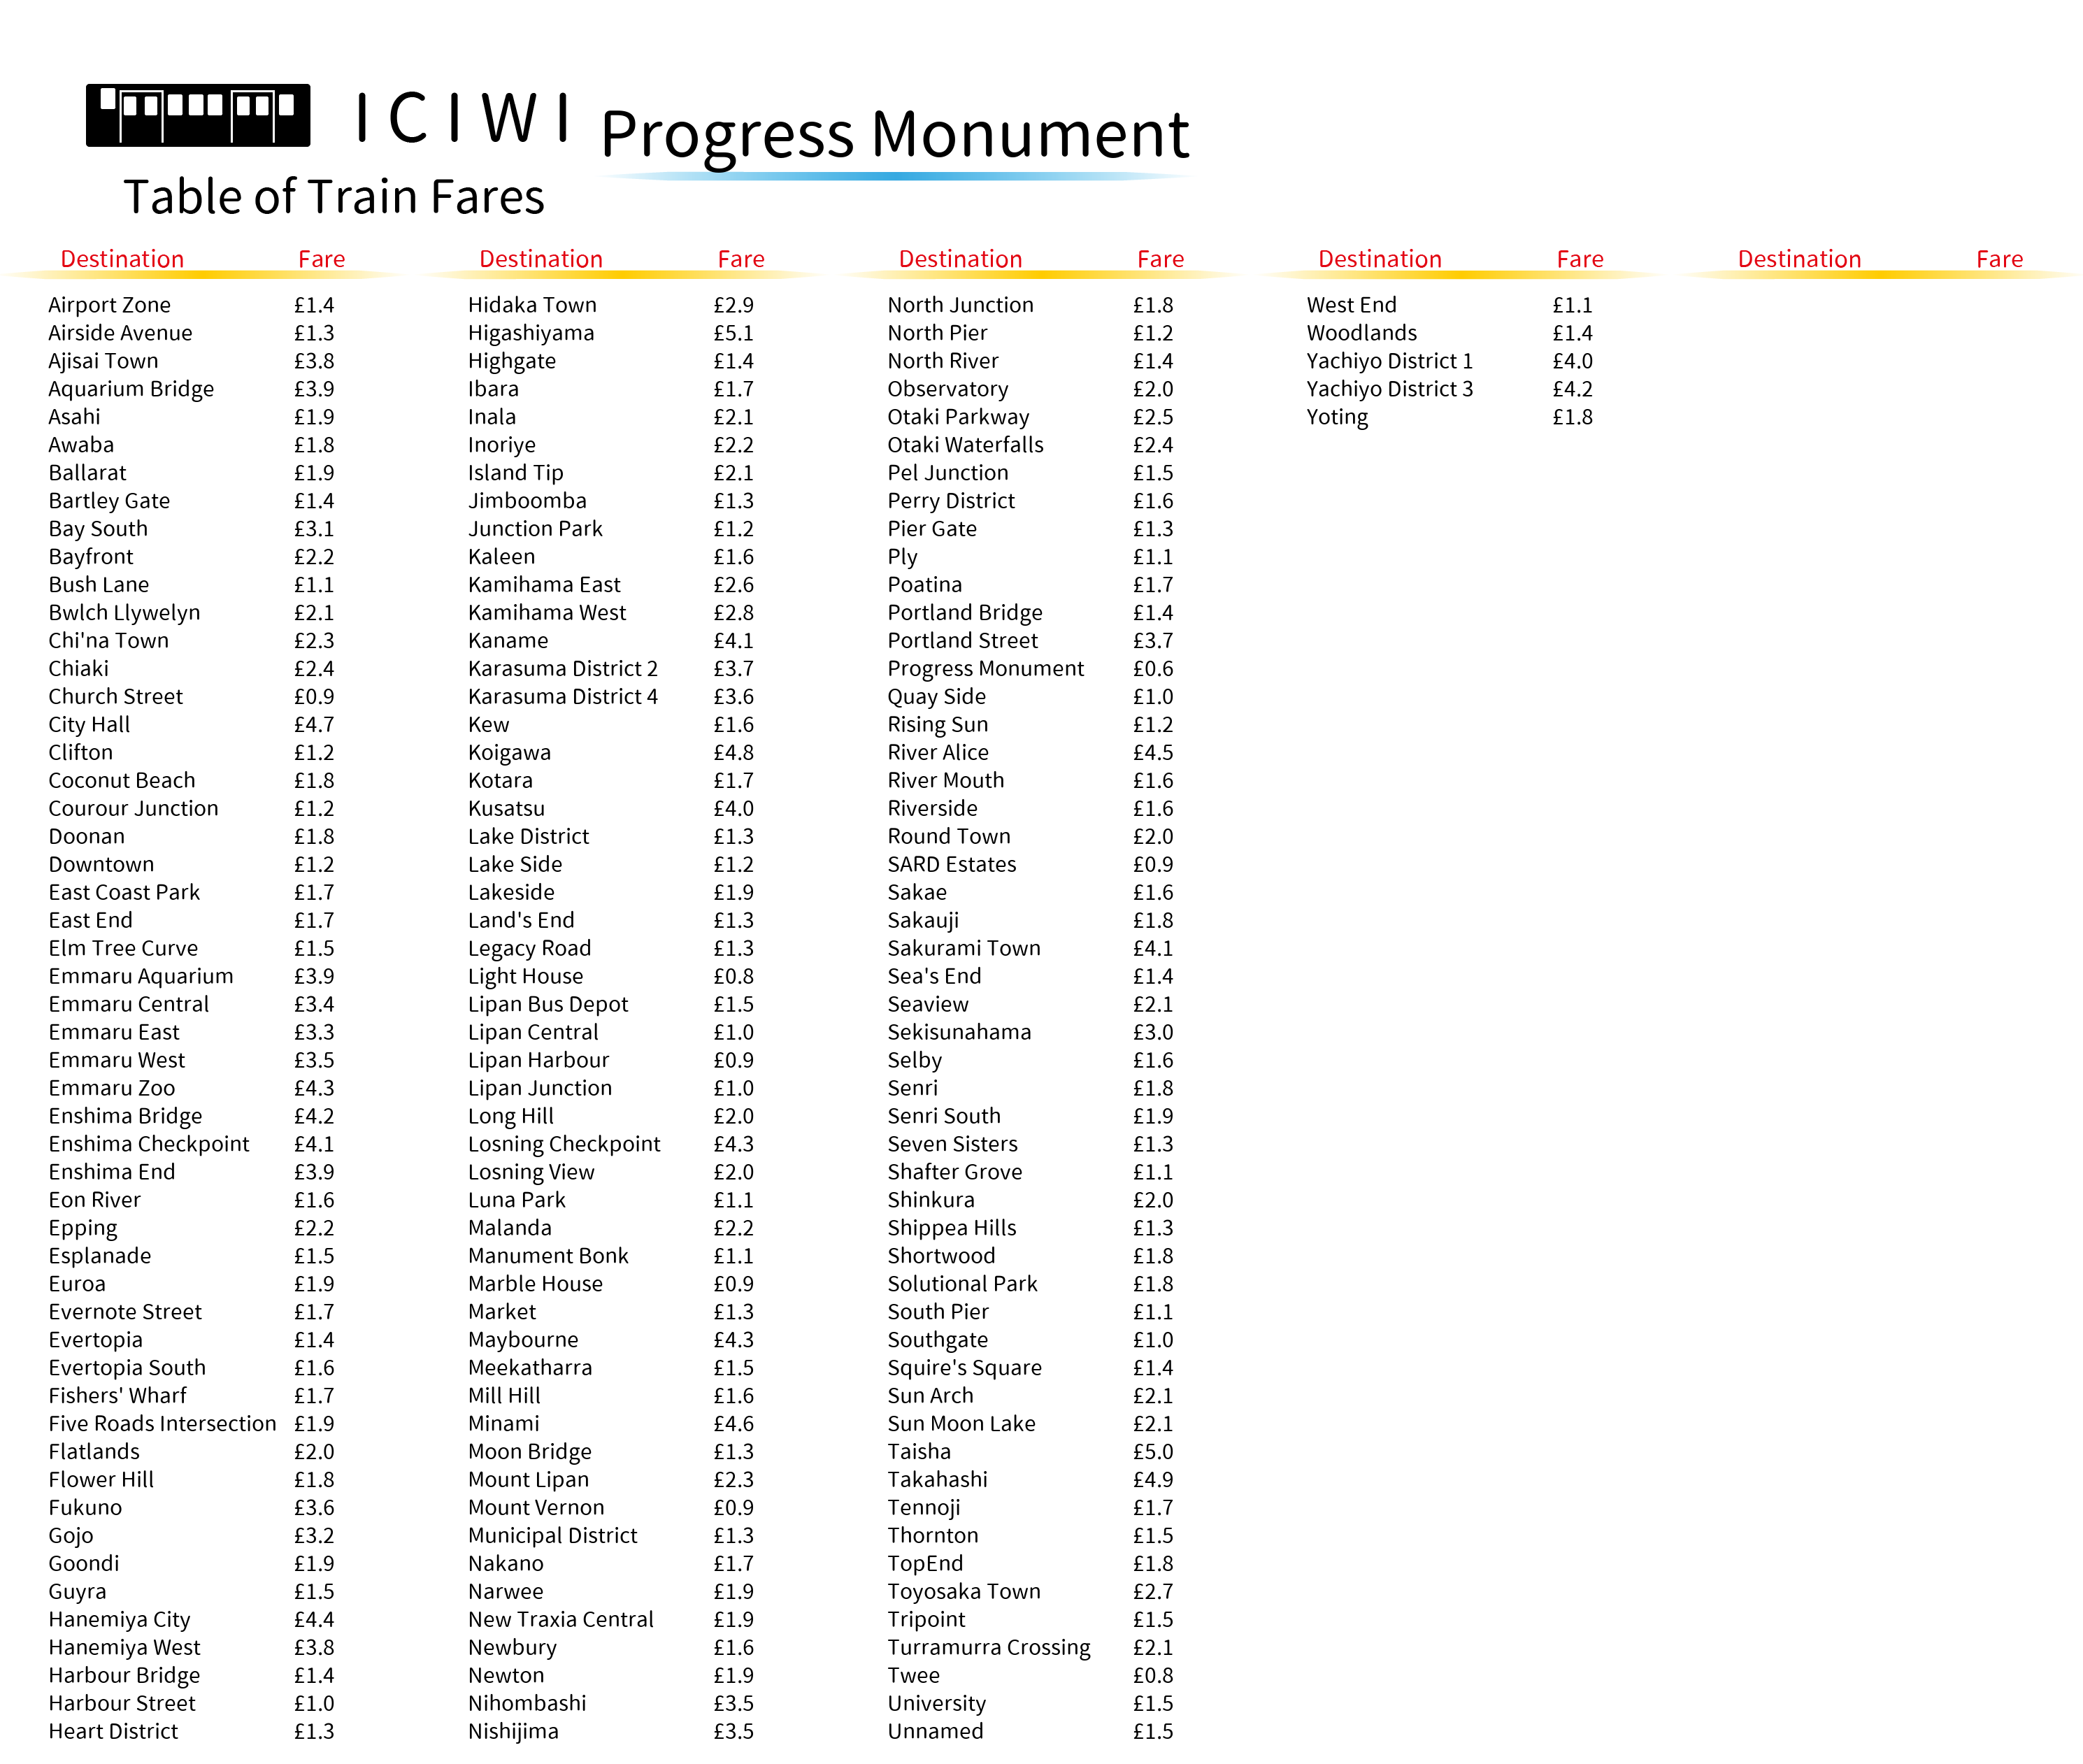 ICIWI
Progress Monument
Table of Train Fares
Destination Fare
Airport Zone £1.4
Airside Avenue £1.3
Ajisai Town £3.8
Aquarium Bridge £3.9
Asahi £1.9
Awaba £1.8
Ballarat £1.9
Bartley Gate £1.4
Bay South £3.1
Bayfront £2.2
Bush Lane £1.1
Bwlch Llywelyn £2.1
Chi'na Town £2.3
Chiaki £2.4
Church Street £0.9
City Hall £4.7
Clifton £1.2
Coconut Beach £1.8
Courour Junction £1.2
Doonan £1.8
Downtown £1.2
East Coast Park £1.7
East End £1.7
Elm Tree Curve £1.5
Emmaru Aquarium £3.9
Emmaru Central £3.4
Emmaru East £3.3
Emmaru West £3.5
Emmaru Zoo £4.3
Enshima Bridge £4.2
Enshima Checkpoint £4.1
Enshima End £3.9
Eon River £1.6
Epping £2.2
Esplanade £1.5
Euroa £1.9
Evernote Street £1.7
Evertopia £1.4
Evertopia South £1.6
Fishers' Wharf £1.7
Five Roads Intersection £1.9
Flatlands £2.0
Flower Hill £1.8
Fukuno £3.6
Gojo £3.2
Goondi £1.9
Guyra £1.5
Hanemiya City £4.4
Hanemiya West £3.8
Harbour Bridge £1.4
Harbour Street £1.0
Heart District £1.3
Destination Fare
Hidaka Town £2.9
Higashiyama £5.1
Highgate £1.4
Ibara £1.7
Inala £2.1
Inoriye £2.2
Island Tip £2.1
Jimboomba £1.3
Junction Park £1.2
Kaleen £1.6
Kamihama East £2.6
Kamihama West £2.8
Kaname £4.1
Karasuma District 2 £3.7
Karasuma District 4 £3.6
Kew £1.6
Koigawa £4.8
Kotara £1.7
Kusatsu £4.0
Lake District £1.3
Lake Side £1.2
Lakeside £1.9
Land's End £1.3
Legacy Road £1.3
Light House £0.8
Lipan Bus Depot £1.5
Lipan Central £1.0
Lipan Harbour £0.9
Lipan Junction £1.0
Long Hill £2.0
Losning Checkpoint £4.3
Losning View £2.0
Luna Park £1.1
Malanda £2.2
Manument Bonk £1.1
Marble House £0.9
Market £1.3
Maybourne £4.3
Meekatharra £1.5
Mill Hill £1.6
Minami £4.6
Moon Bridge £1.3
Mount Lipan £2.3
Mount Vernon £0.9
Municipal District £1.3
Nakano £1.7
Narwee £1.9
New Traxia Central £1.9
Newbury £1.6
Newton £1.9
Nihombashi £3.5
Nishijima £3.5
Destination Fare
North Junction £1.8
North Pier £1.2
North River £1.4
Observatory £2.0
Otaki Parkway £2.5
Otaki Waterfalls £2.4
Pel Junction £1.5
Perry District £1.6
Pier Gate £1.3
Ply £1.1
Poatina £1.7
Portland Bridge £1.4
Portland Street £3.7
Progress Monument £0.6
Quay Side £1.0
Rising Sun £1.2
River Alice £4.5
River Mouth £1.6
Riverside £1.6
Round Town £2.0
SARD Estates £0.9
Sakae £1.6
Sakauji £1.8
Sakurami Town £4.1
Sea's End £1.4
Seaview £2.1
Sekisunahama £3.0
Selby £1.6
Senri £1.8
Senri South £1.9
Seven Sisters £1.3
Shafter Grove £1.1
Shinkura £2.0
Shippea Hills £1.3
Shortwood £1.8
Solutional Park £1.8
South Pier £1.1
Southgate £1.0
Squire's Square £1.4
Sun Arch £2.1
Sun Moon Lake £2.1
Taisha £5.0
Takahashi £4.9
Tennoji £1.7
Thornton £1.5
TopEnd £1.8
Toyosaka Town £2.7
Tripoint £1.5
Turramurra Crossing £2.1
Twee £0.8
University £1.5
Unnamed £1.5
Destination Fare
West End £1.1
Woodlands £1.4
Yachiyo District 1 £4.0
Yachiyo District 3 £4.2
Yoting £1.8
Destination Fare